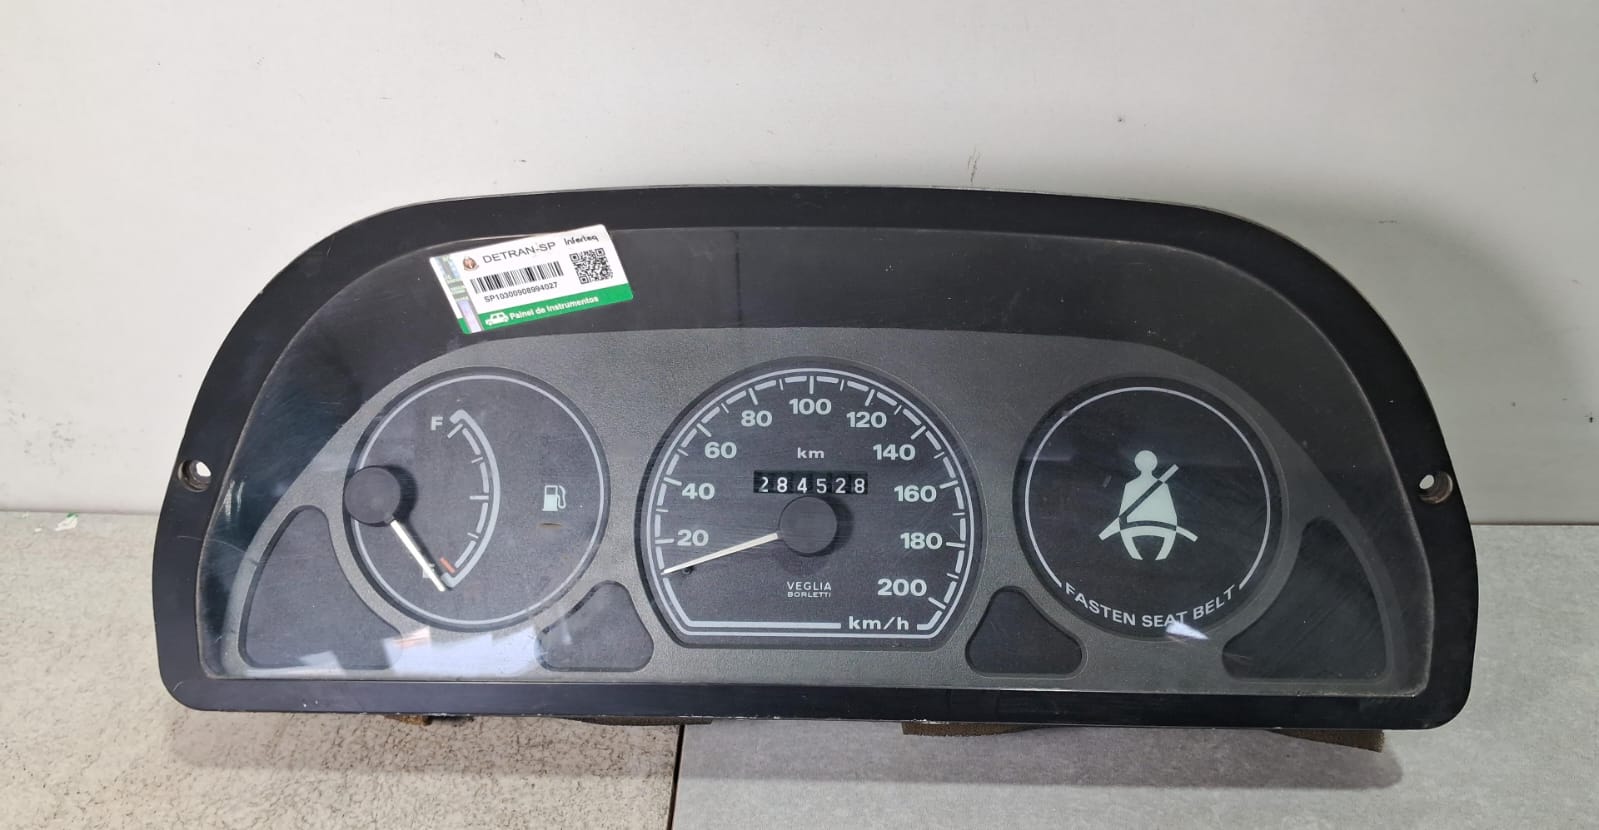 DETRAN-SP Inferteq
SP10300908994027
Painel de Instrumentos
F
20
40
60
80
100
120
140
160
180
200
km
284528
VEGLIA
BORLETTI
km/h
FASTEN SEAT BELT